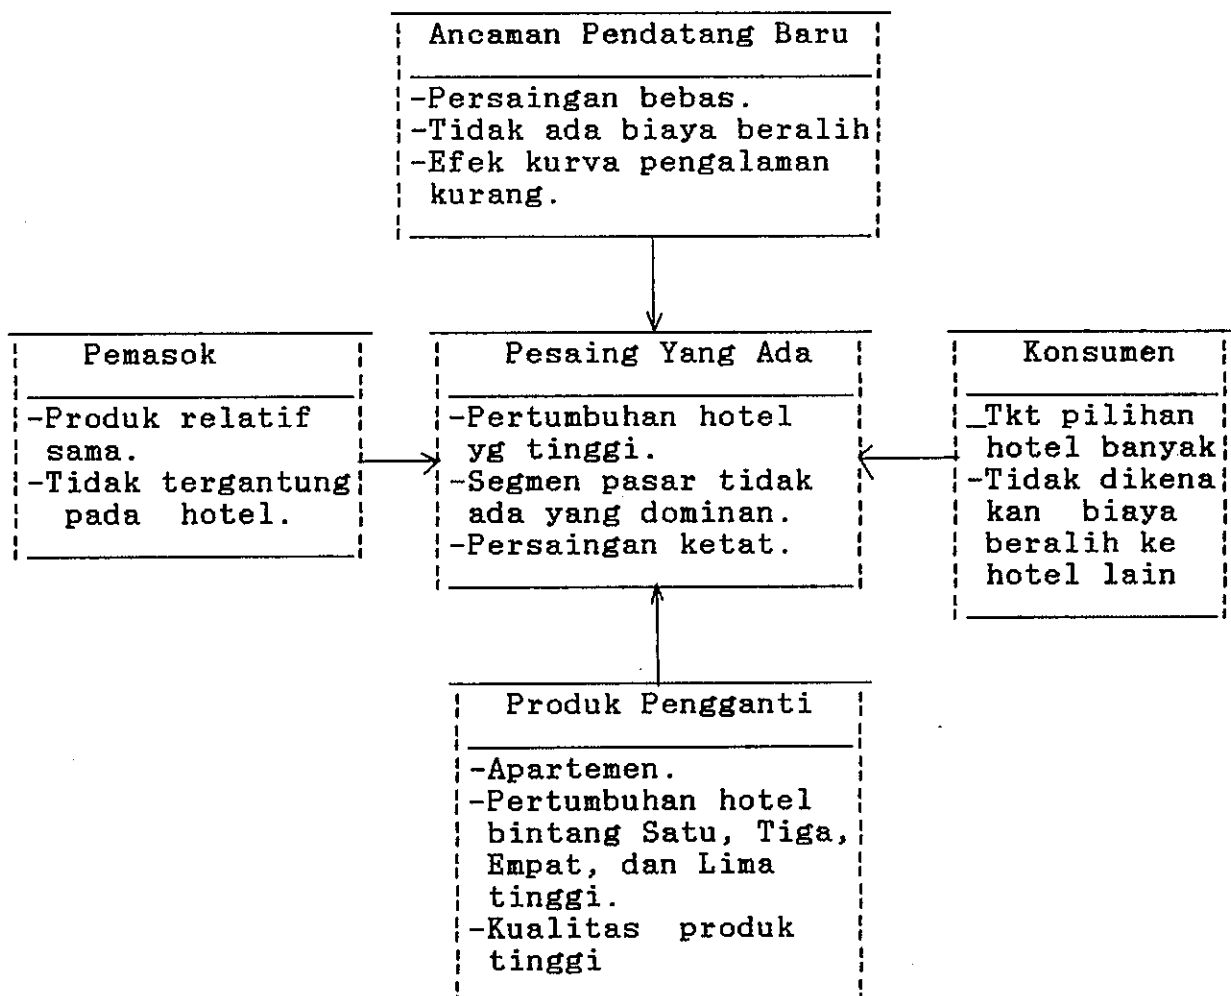 Ancaman Pendatang Baru
-Persaingan bebas.
-Tidak ada biaya beralih
-Efek kurva pengalaman
kurang.
Pemasok
-Produk relatif
sama.
-Tidak tergantung
pada hotel.
Pesaing Yang Ada
-Pertumbuhan hotel
yg tinggi.
-Segmen pasar tidak
ada yang dominan.
-Persaingan ketat.
Konsumen
_Tkt pilihan
hotel banyak
-Tidak dikena
kan biaya
beralih ke
hotel lain
Produk Pengganti
-Apartemen.
-Pertumbuhan hotel
bintang Satu, Tiga,
Empat, dan Lima
tinggi.
-Kualitas produk
tinggi